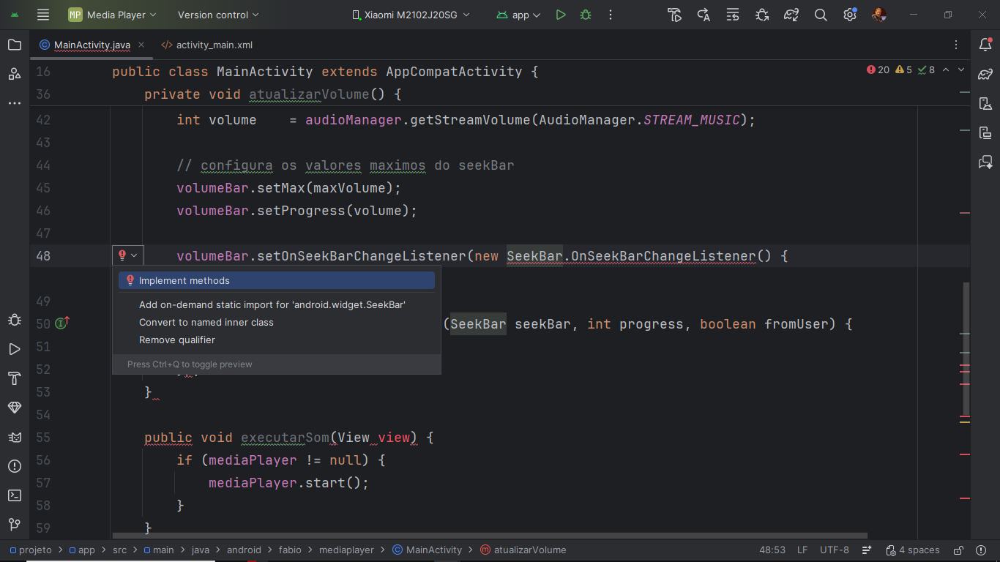 MP Media Player Version control Xiaomi M2102J20SG app
MainActivity.java activity_main.xml
16 public class MainActivity extends AppCompatActivity { 20 5 8
36 private void atualizarVolume() {
42 int volume = audioManager.getStreamVolume(AudioManager.STREAM_MUSIC);
43
44 // configura os valores maximos do seekBar
45 volumeBar.setMax(maxVolume);
46 volumeBar.setProgress(volume);
47
48 volumeBar.setOnSeekBarChangeListener(new SeekBar.OnSeekBarChangeListener() {
Implement methods
Add on-demand static import for 'android.widget.SeekBar'
Convert to named inner class
Remove qualifier
Press Ctrl+Q to toggle preview
49
50 (SeekBar seekBar, int progress, boolean fromUser) {
51
52
53 }
54
55 public void executarSom(View view) {
56 if (mediaPlayer != null) {
57 mediaPlayer.start();
58 }
59 }
projeto > app > src > main > java > android > fabio > mediaplayer > MainActivity > atualizarVolume 48:53 LF UTF-8 4 spaces